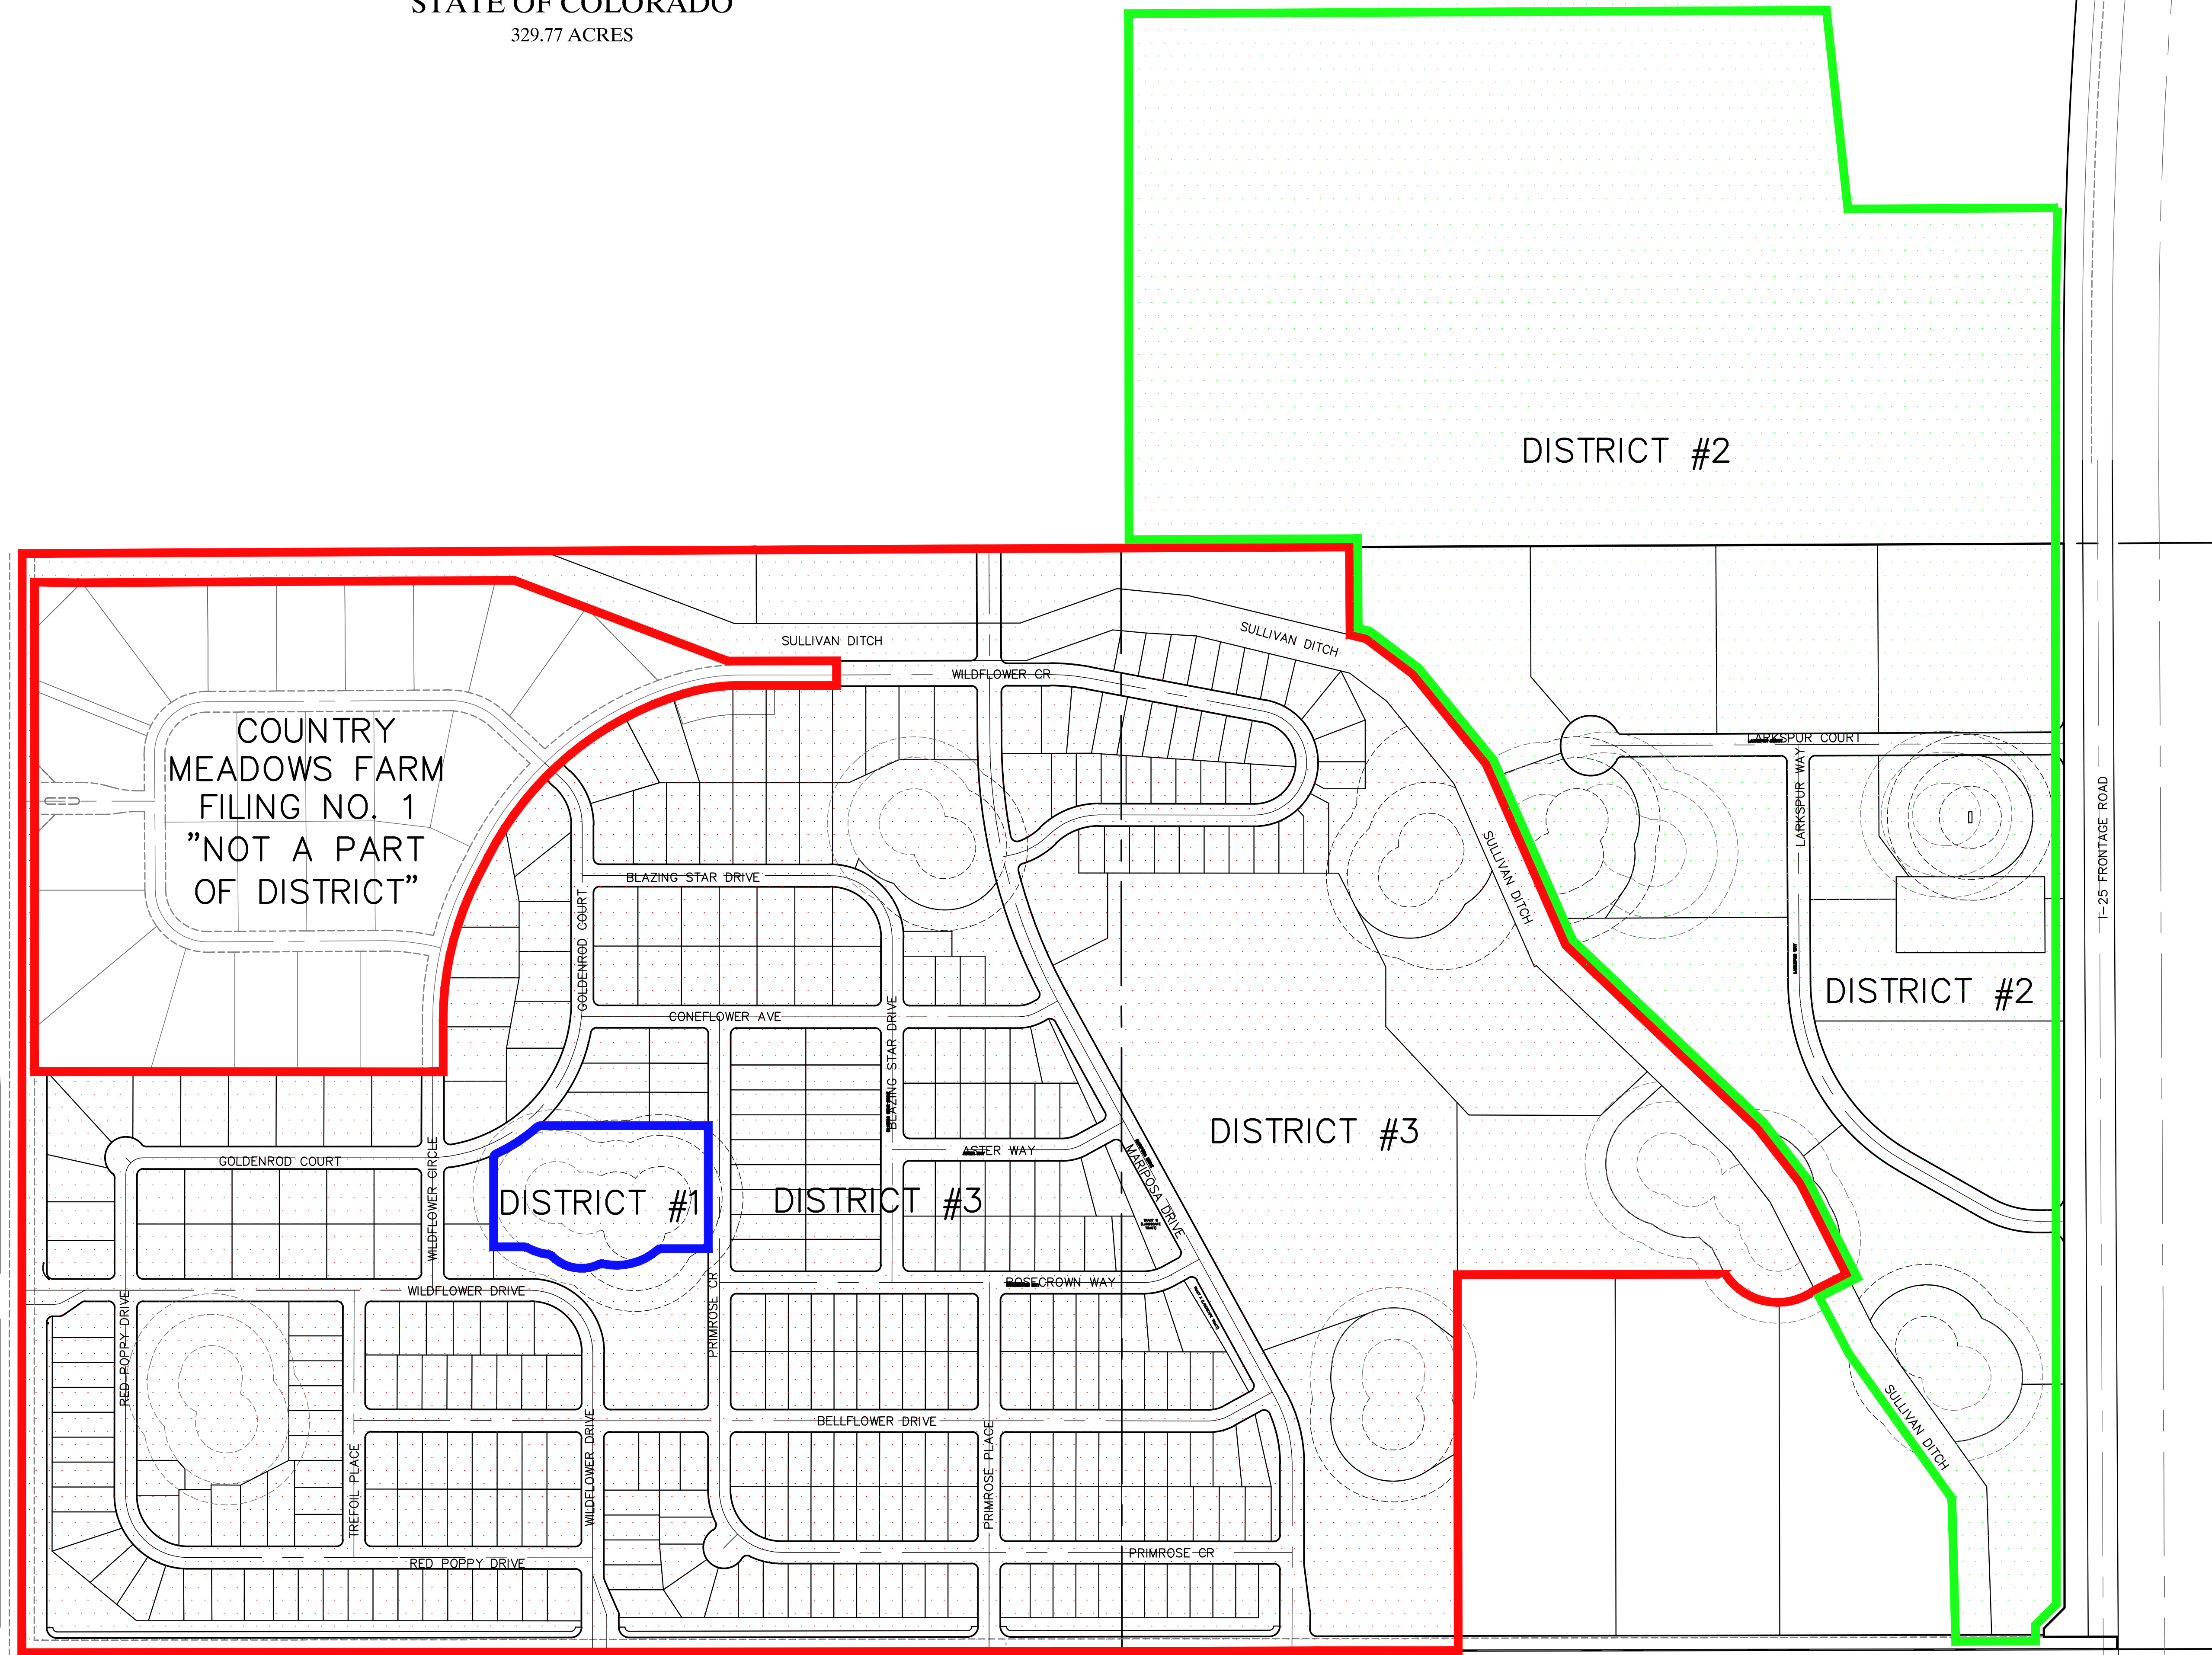 STATE OF COLORADO
329.77 ACRES
DISTRICT #2
SULLIVAN DITCH
SULLIVAN DITCH
WILDFLOWER CR
COUNTRY
MEADOWS FARM
FILING NO. 1
"NOT A PART
OF DISTRICT"
LARKSPUR COURT
LARKSPUR WAY
I-25 FRONTAGE ROAD
BLAZING STAR DRIVE
GOLDENROD COURT
SULLIVAN DITCH
DISTRICT #2
CONEFLOWER AVE
BLAZING STAR DRIVE
DISTRICT #3
GOLDENROD COURT
WILDFLOWER CIRCLE
ASTER WAY
MARIPOSA DRIVE
DISTRICT #1
DISTRICT #3
WILDFLOWER DRIVE
ROSECROWN WAY
RED POPPY DRIVE
PRIMROSE CR
BELLFLOWER DRIVE
SULLIVAN DITCH
TREFOIL PLACE
WILDFLOWER DRIVE
PRIMROSE PLACE
RED POPPY DRIVE
PRIMROSE CR